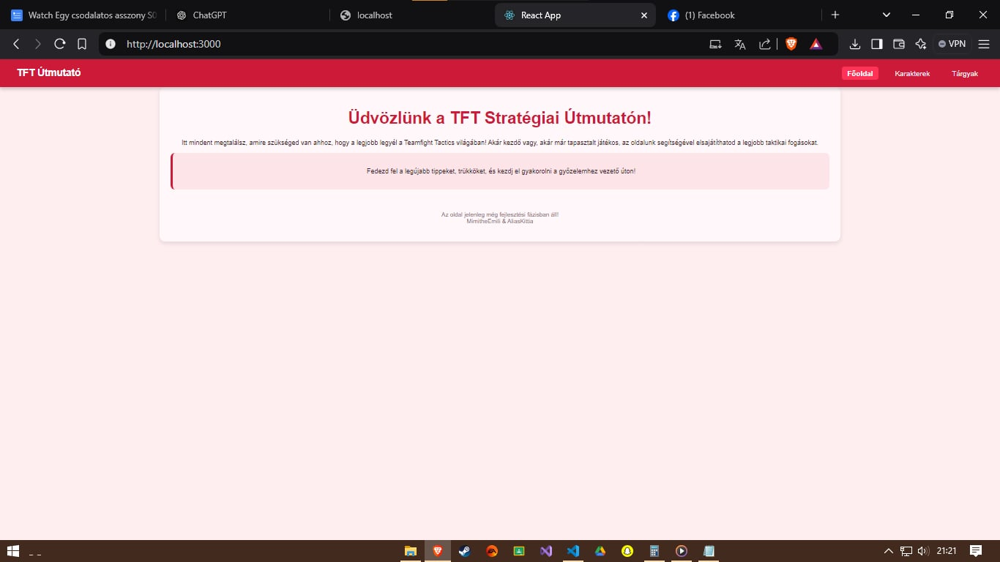 Watch Egy csodalatos asszony S0
ChatGPT
localhost
React App
(1) Facebook
http://localhost:3000
VPN
TFT Útmutató
Főoldal
Karakterek
Tárgyak
Üdvözlünk a TFT Stratégiai Útmutatón!
Itt mindent megtalálsz, amire szükséged van ahhoz, hogy a legjobb legyél a Teamfight Tactics világában! Akár kezdő vagy, akár már tapasztalt játékos, az oldalunk segítségével elsajátíthatod a legjobb taktikai fogásokat.
Fedezd fel a legújabb tippeket, trükköket, és kezdj el gyakorolni a győzelemhez vezető úton!
Az oldal jelenleg még fejlesztési fázisban áll!
MimitheEmili & AliasKittia
EA
21:21